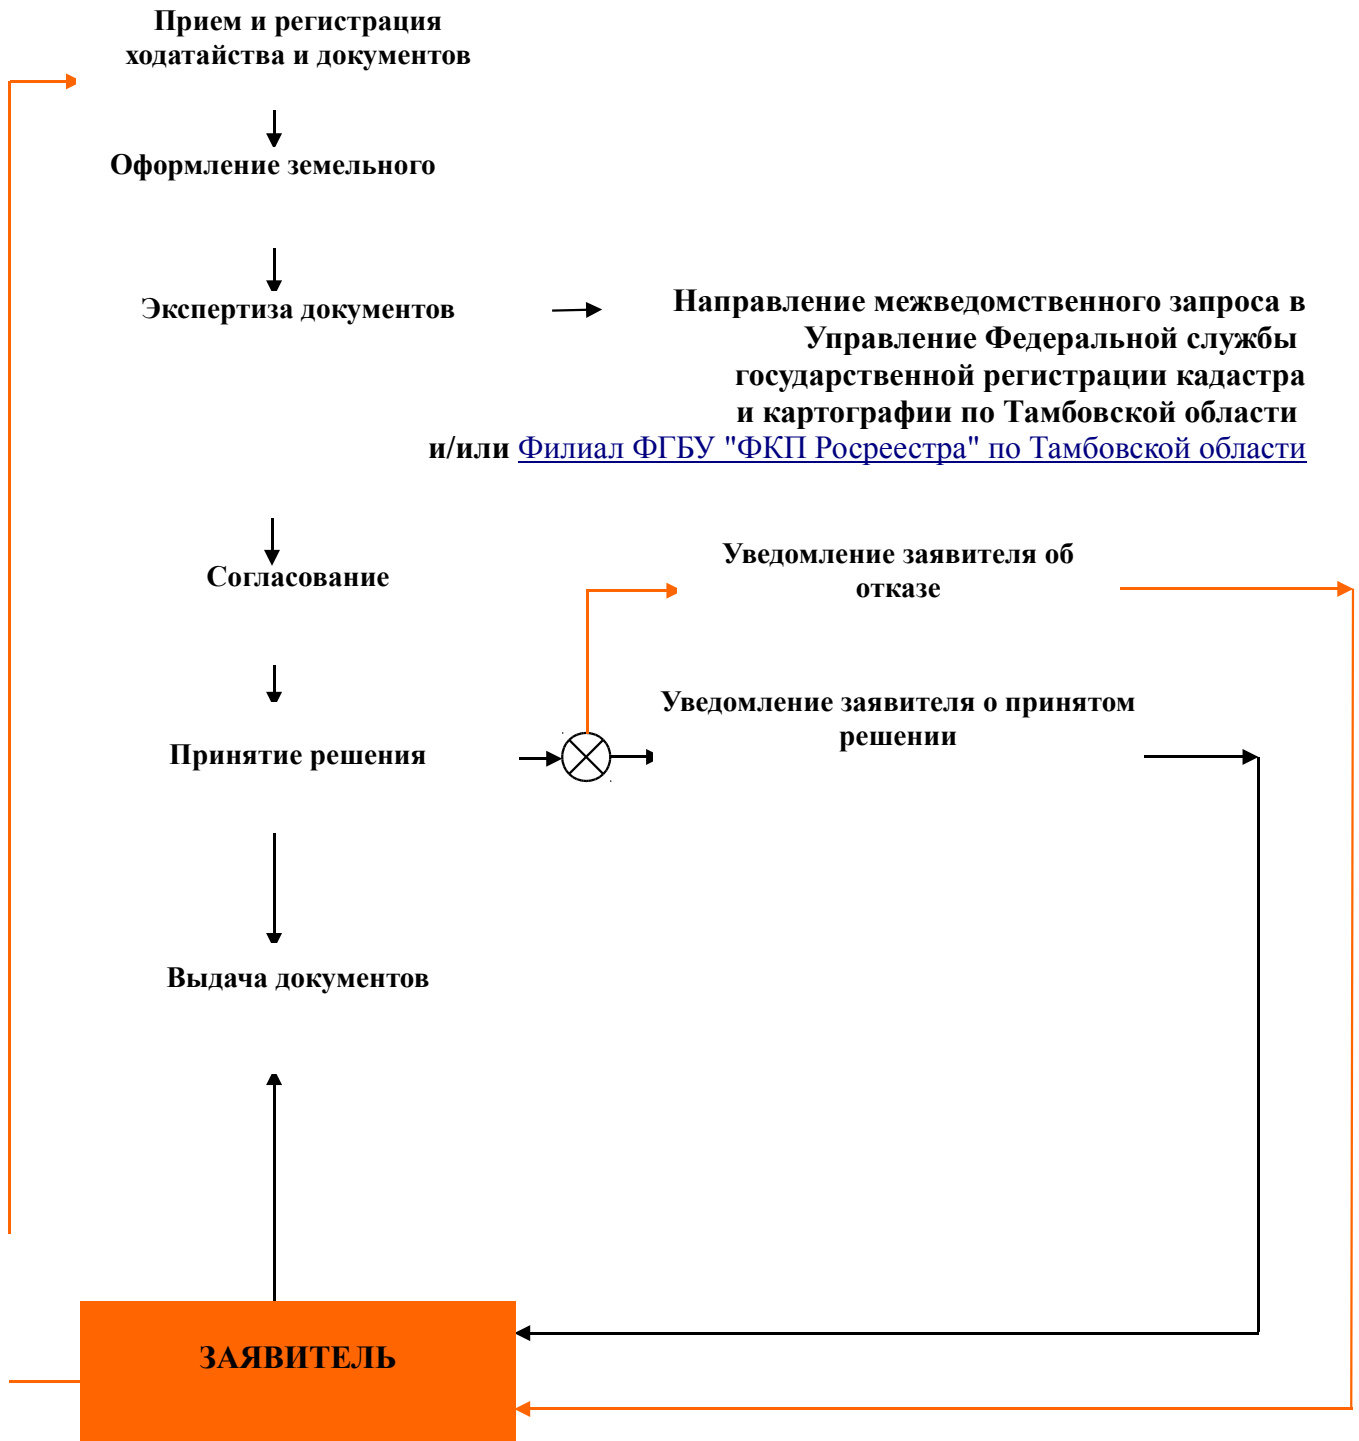 Прием и регистрация
ходатайства и документов
Оформление земельного
Экспертиза документов
Направление межведомственного запроса в
Управление Федеральной службы
государственной регистрации кадастра
и картографии по Тамбовской области
и/или Филиал ФГБУ "ФКП Росреестра" по Тамбовской области
Согласование
Уведомление заявителя об
отказе
Уведомление заявителя о принятом
решении
Принятие решения
Выдача документов
ЗАЯВИТЕЛЬ